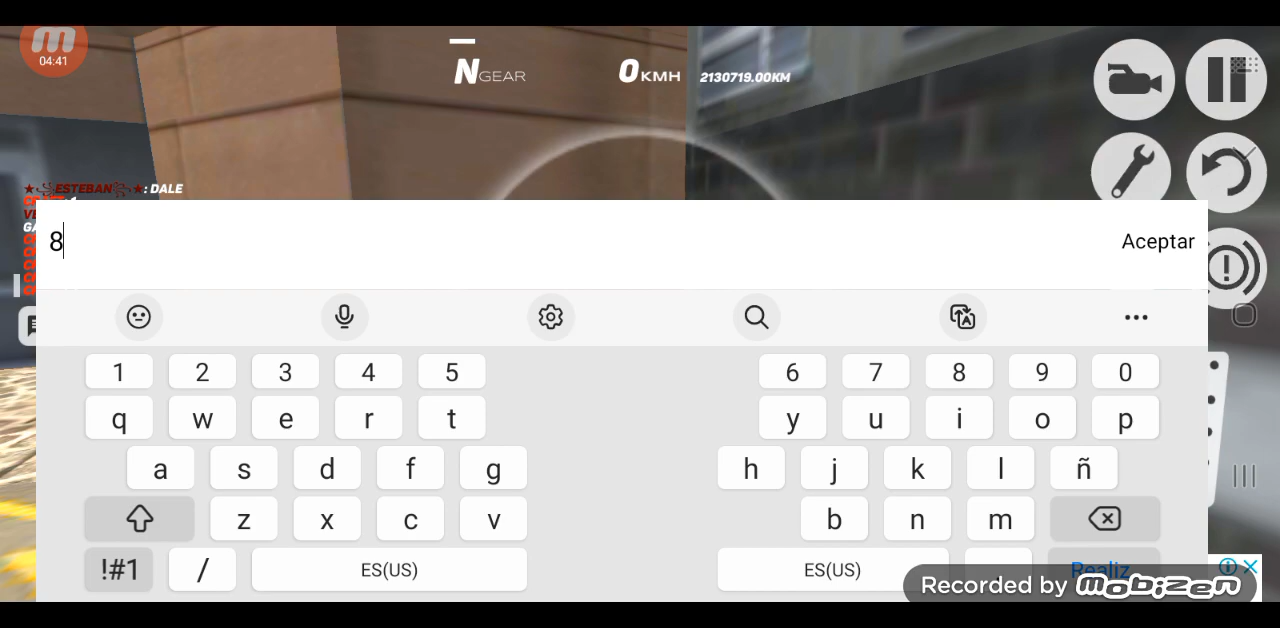 04:41
N GEAR 0 KMH 2130719.00KM
ESTEBAN : DALE
8
Aceptar
1 2 3 4 5 6 7 8 9 0
q w e r t y u i o p
a s d f g h j k l ñ
z x c v b n m
!#1 / ES(US) ES(US) Realiz
Recorded by mobizen